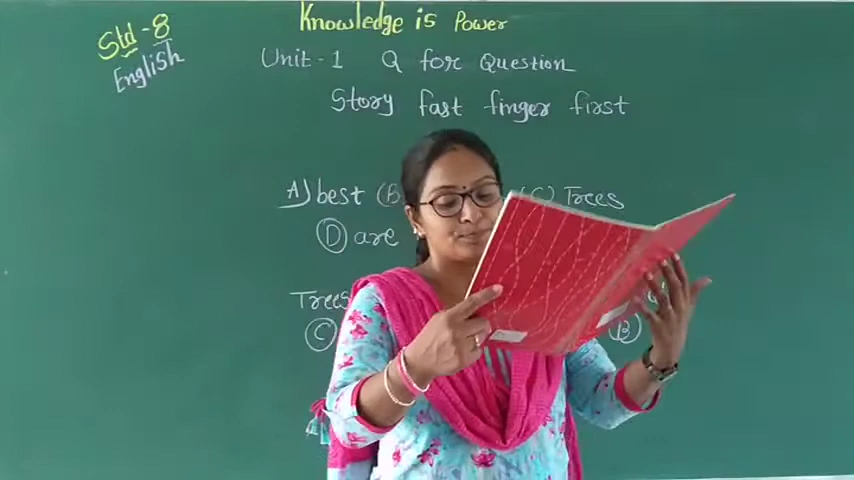 Std - 8
English
Knowledge is Power
Unit - 1 Q for Question
Story fast finger first
A) best (B (C) Trees
(D) are
Trees
(C) (B)